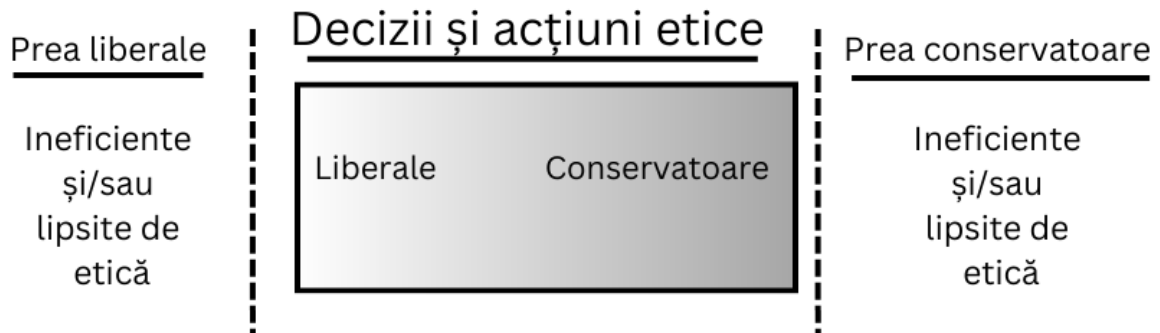 Prea liberale
Ineficiente
și/sau
lipsite de
etică
Decizii și acțiuni etice
Liberale
Conservatoare
Prea conservatoare
Ineficiente
și/sau
lipsite de
etică